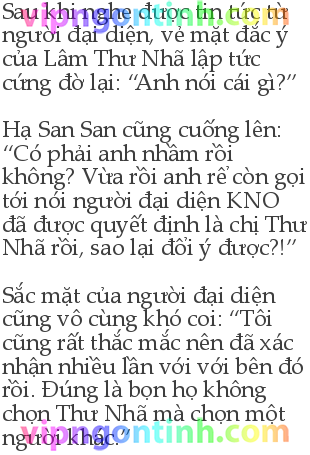 Sau khi nghe được tin tức từ
người đại diện, vẻ mặt đắc ý
của Lâm Thư Nhã lập tức
cứng đờ lại: “Anh nói cái gì?”
Hạ San San cũng cuống lên:
“Có phải anh nhầm rồi
không? Vừa rồi anh rể còn gọi
tới nói người đại diện KNO
đã được quyết định là chị Thư
Nhã rồi, sao lại đổi ý được?!”
Sắc mặt của người đại diện
cũng vô cùng khó coi: “Tôi
cũng rất thắc mắc nên đã xác
nhận nhiều lần với với bên đó
rồi. Đúng là bọn họ không
chọn Thư Nhã mà chọn một
người khác.”
vipngontinh.com
vipngontinh.com